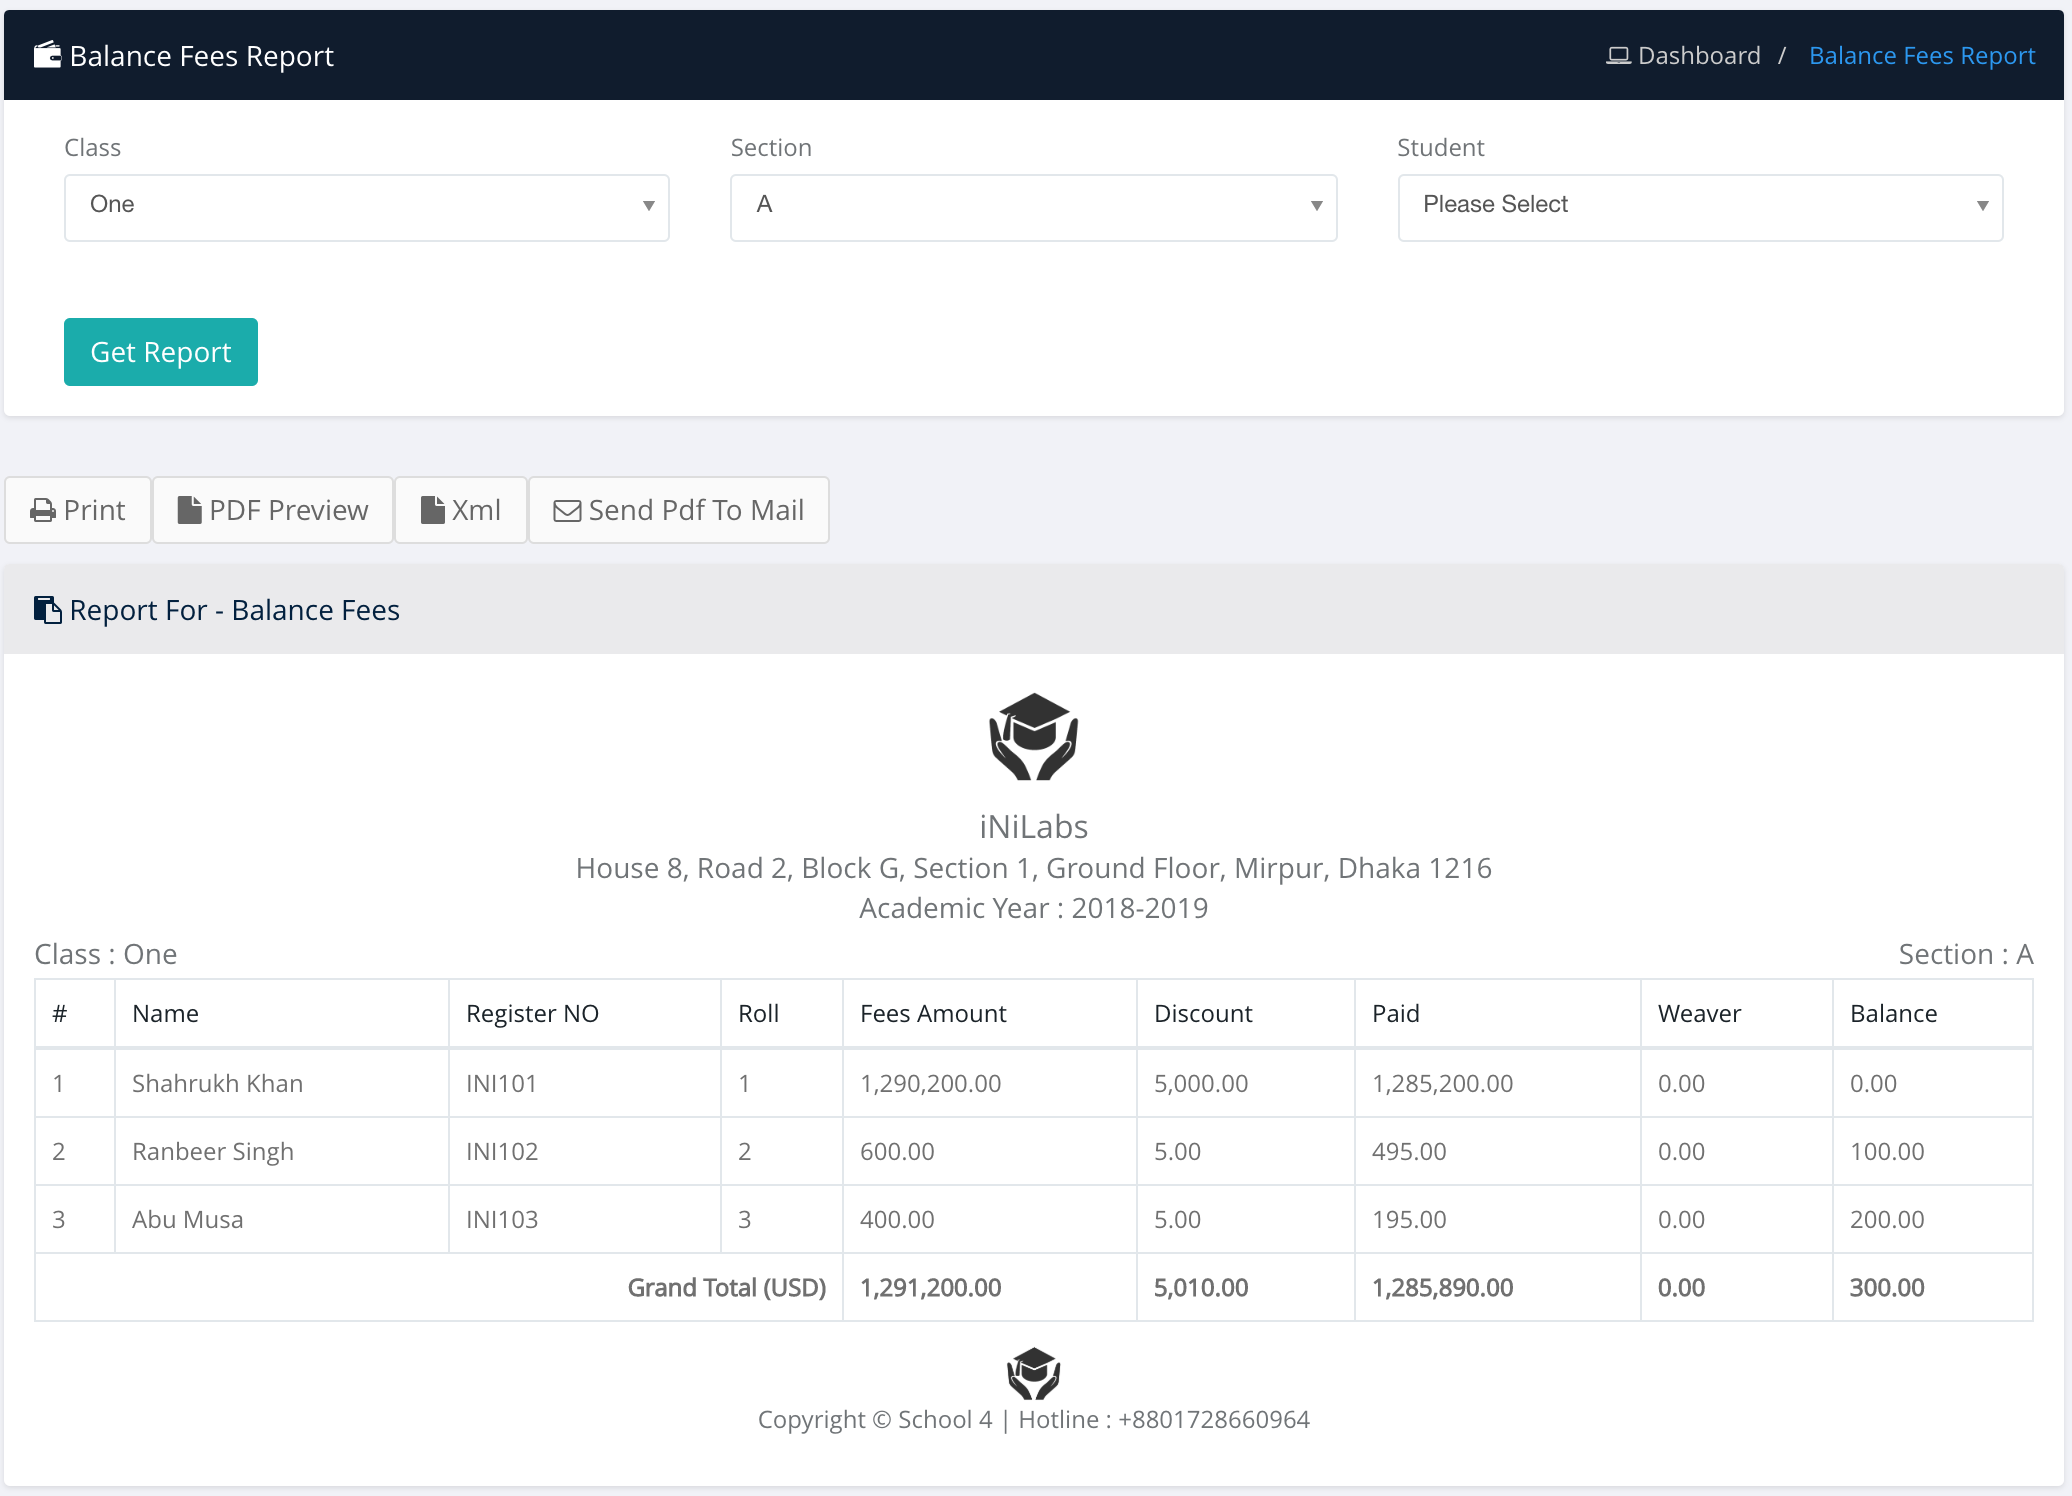 Balance Fees Report
Dashboard / Balance Fees Report
Class
Section
Student
One
A
Please Select
Get Report
Print
PDF Preview
Xml
Send Pdf To Mail
Report For - Balance Fees
iNiLabs
House 8, Road 2, Block G, Section 1, Ground Floor, Mirpur, Dhaka 1216
Academic Year : 2018-2019
Class : One
Section : A
# Name Register NO Roll Fees Amount Discount Paid Weaver Balance
1 Shahrukh Khan INI101 1 1,290,200.00 5,000.00 1,285,200.00 0.00 0.00
2 Ranbeer Singh INI102 2 600.00 5.00 495.00 0.00 100.00
3 Abu Musa INI103 3 400.00 5.00 195.00 0.00 200.00
Grand Total (USD) 1,291,200.00 5,010.00 1,285,890.00 0.00 300.00
Copyright © School 4 | Hotline : +8801728660964